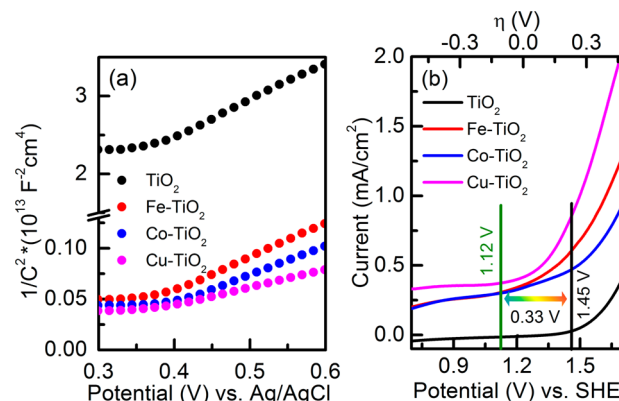 (a)
3
2
0.10
0.05
0.00
1/C^-2*(10^13 F^-2cm^4)
TiO2
Fe-TiO2
Co-TiO2
Cu-TiO2
0.3 0.4 0.5 0.6
Potential (V) vs. Ag/AgCl
η (V)
-0.3 0.0 0.3
(b)
2.0
1.5
1.0
0.5
0.0
Current (mA/cm2)
TiO2
Fe-TiO2
Co-TiO2
Cu-TiO2
1.12 V
0.33 V
1.45 V
0.9 1.2 1.5
Potential (V) vs. SHE